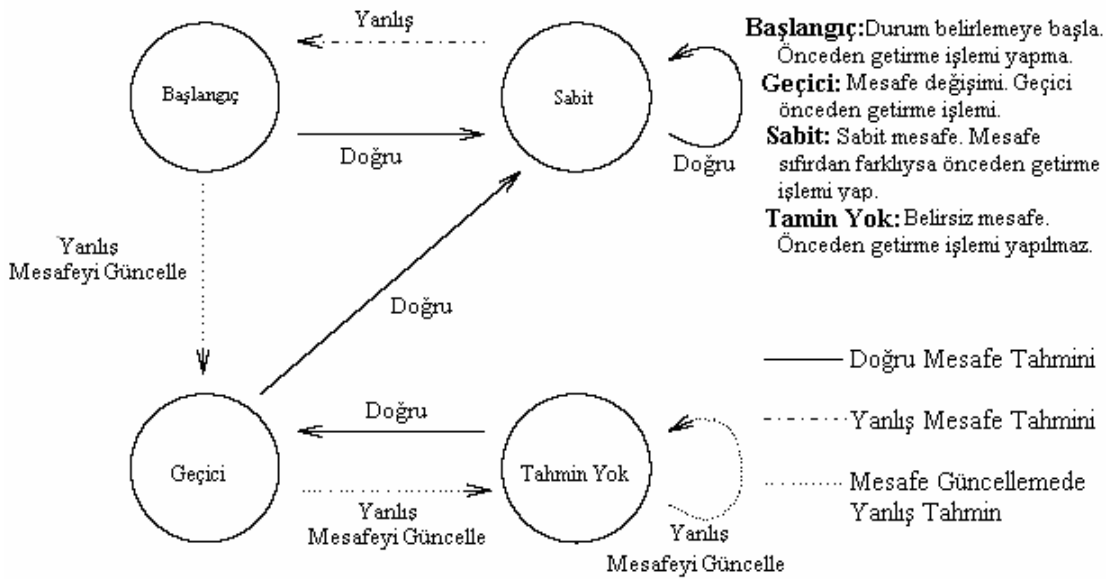 Yanlış
Başlangıç
Sabit
Doğru
Doğru
Başlangıç:Durum belirlemeye başla.
Önceden getirme işlemi yapma.
Geçici: Mesafe değişimi. Geçici
önceden getirme işlemi.
Sabit: Sabit mesafe. Mesafe
sıfırdan farklıysa önceden getirme
işlemi yap.
Tamin Yok: Belirsiz mesafe.
Önceden getirme işlemi yapılmaz.
Yanlış
Mesafeyi Güncelle
Doğru
Doğru
Geçici
Tahmin Yok
Yanlış
Mesafeyi Güncelle
Yanlış
Mesafeyi Güncelle
Doğru Mesafe Tahmini
Yanlış Mesafe Tahmini
Mesafe Güncellemede
Yanlış Tahmin